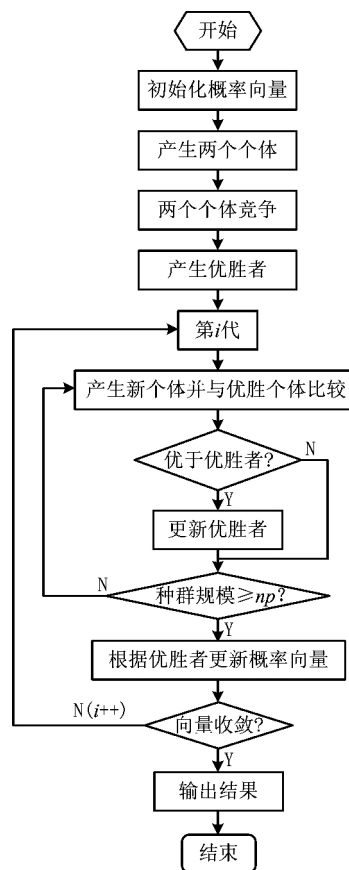 开始
初始化概率向量
产生两个个体
两个个体竞争
产生优胜者
第i代
产生新个体并与优胜个体比较
优于优胜者?
N
Y
更新优胜者
N
种群规模≥np?
Y
根据优胜者更新概率向量
N(i++)
向量收敛?
Y
输出结果
结束